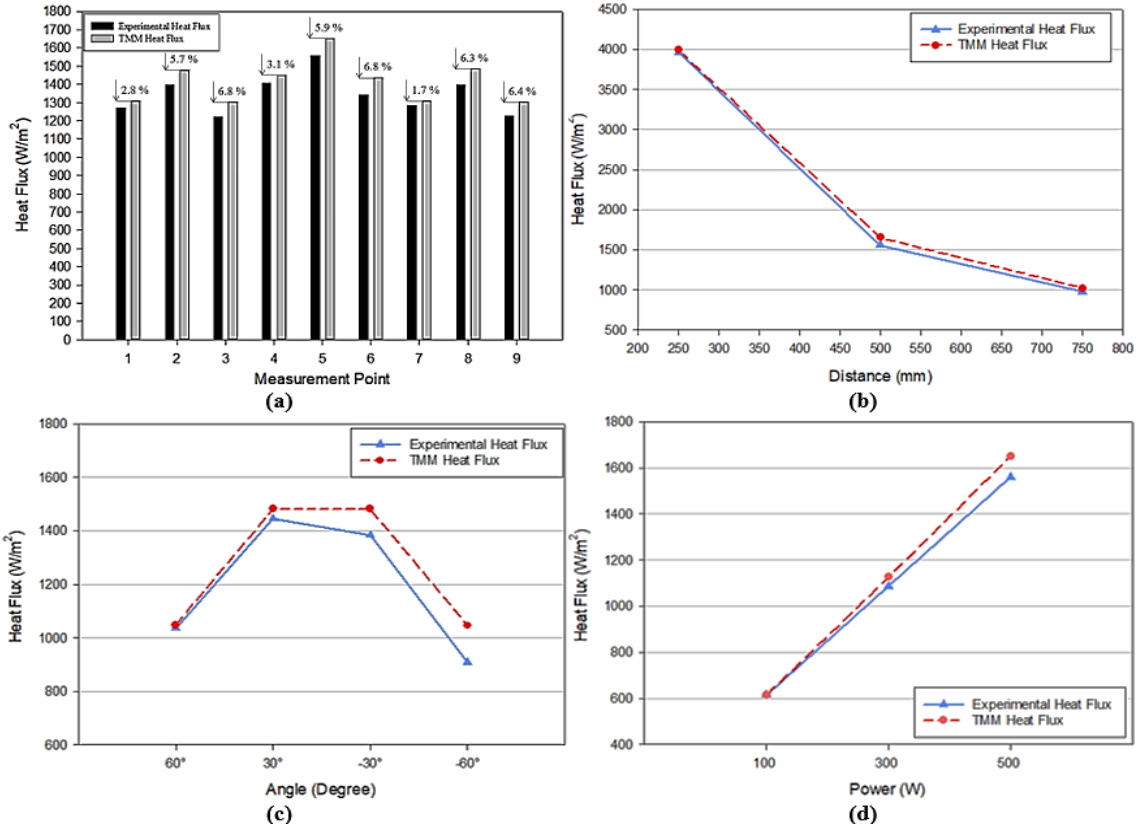 1800
1700
1600
1500
1400
1300
1200
1100
1000
900
800
700
600
500
400
300
200
100
0
Heat Flux (W/m²)
Experimental Heat Flux
TMM Heat Flux
2.8 %
5.7 %
6.8 %
3.1 %
5.9 %
6.8 %
1.7 %
6.3 %
6.4 %
1 2 3 4 5 6 7 8 9
Measurement Point
(a)
4500
4000
3500
3000
2500
2000
1500
1000
500
Heat Flux (W/m²)
Experimental Heat Flux
TMM Heat Flux
200 250 300 350 400 450 500 550 600 650 700 750 800
Distance (mm)
(b)
1800
1600
1400
1200
1000
800
600
Heat Flux (W/m²)
Experimental Heat Flux
TMM Heat Flux
60° 30° -30° -60°
Angle (Degree)
(c)
1800
1600
1400
1200
1000
800
600
400
Heat Flux (W/m²)
Experimental Heat Flux
TMM Heat Flux
100 300 500
Power (W)
(d)